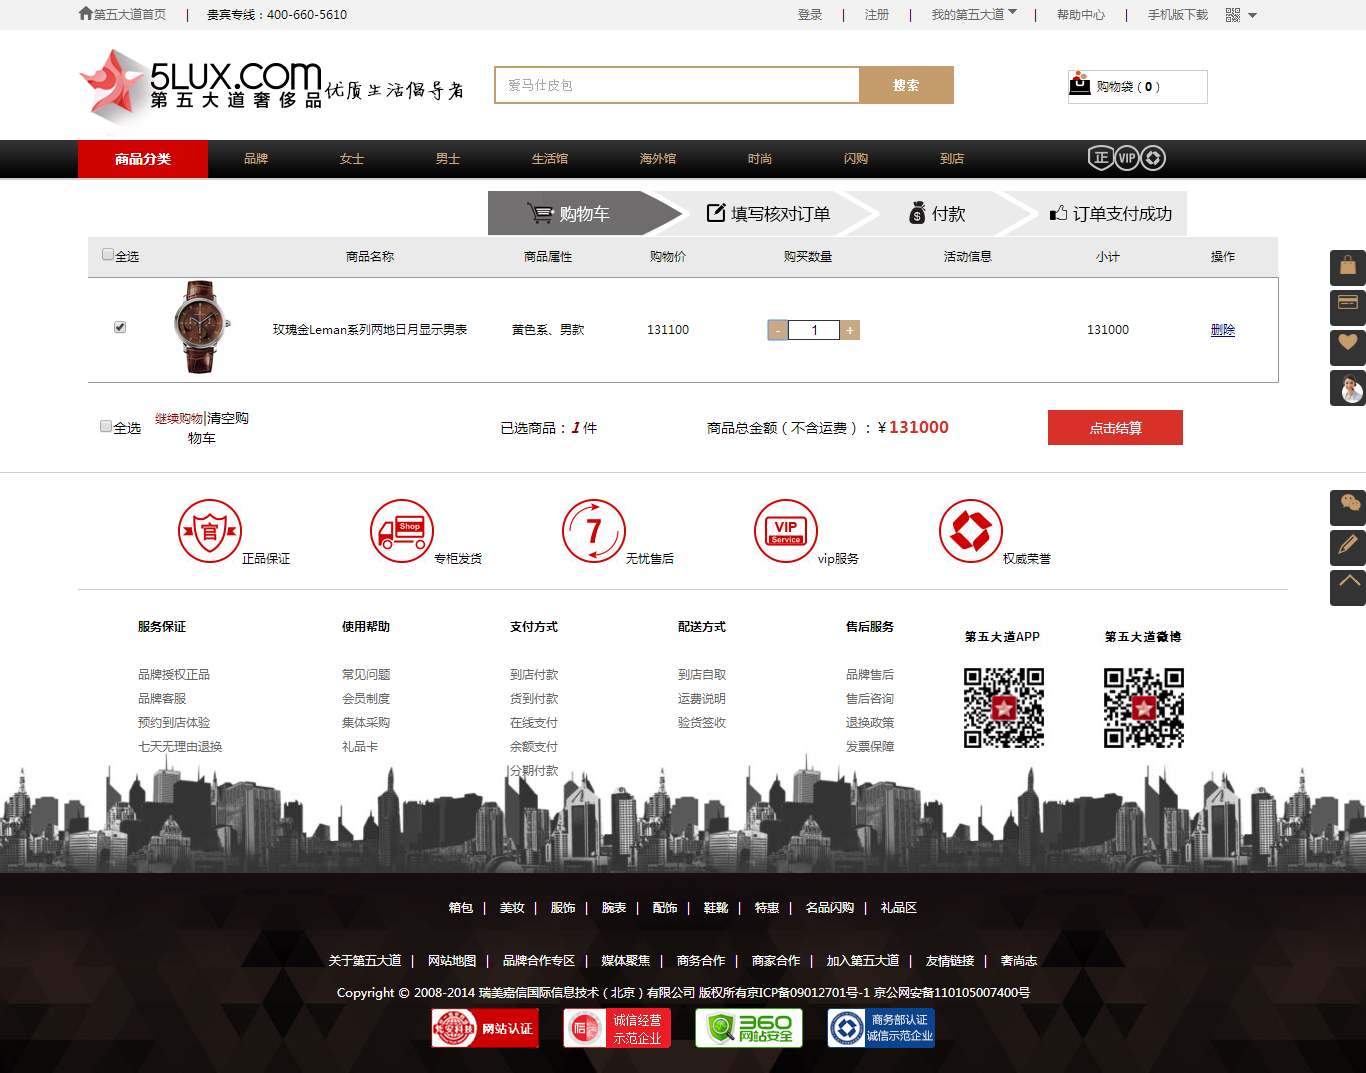 第五大道首页 | 贵宾专线：400-660-5610 登录 | 注册 | 我的第五大道 | 帮助中心 | 手机版下载
5LUX.COM
第五大道奢侈品
优质生活倡导者
爱马仕皮包 搜索
购物袋 ( 0 )
商品分类 品牌 女士 男士 生活馆 海外馆 时尚 闪购 到店 正 VIP
购物车 填写核对订单 付款 订单支付成功
全选 商品名称 商品属性 购物价 购买数量 活动信息 小计 操作
玫瑰金Leman系列两地日月显示男表 黄色系、男款 131100 - 1 + 131000 删除
全选 继续购物|清空购
物车
已选商品：1 件 商品总金额（不含运费）：￥131000 点击结算
官 正品保证 Shop 专柜发货 7 无忧售后 VIP Service vip服务 权威荣誉
服务保证 使用帮助 支付方式 配送方式 售后服务 第五大道APP 第五大道微博
品牌授权正品 常见问题 到店付款 到店自取 品牌售后
品牌客服 会员制度 货到付款 运费说明 售后咨询
预约到店体验 集体采购 在线支付 验货签收 退换政策
七天无理由退换 礼品卡 余额支付 发票保障
分期付款
箱包 | 美妆 | 服饰 | 腕表 | 配饰 | 鞋靴 | 特惠 | 名品闪购 | 礼品区
关于第五大道 | 网站地图 | 品牌合作专区 | 媒体聚焦 | 商务合作 | 商家合作 | 加入第五大道 | 友情链接 | 奢尚志
Copyright © 2008-2014 瑞美嘉信国际信息技术（北京）有限公司 版权所有京ICP备09012701号-1 京公网安备110105007400号
网站认证 诚信经营 示范企业 360 网站安全 商务部认证 诚信示范企业